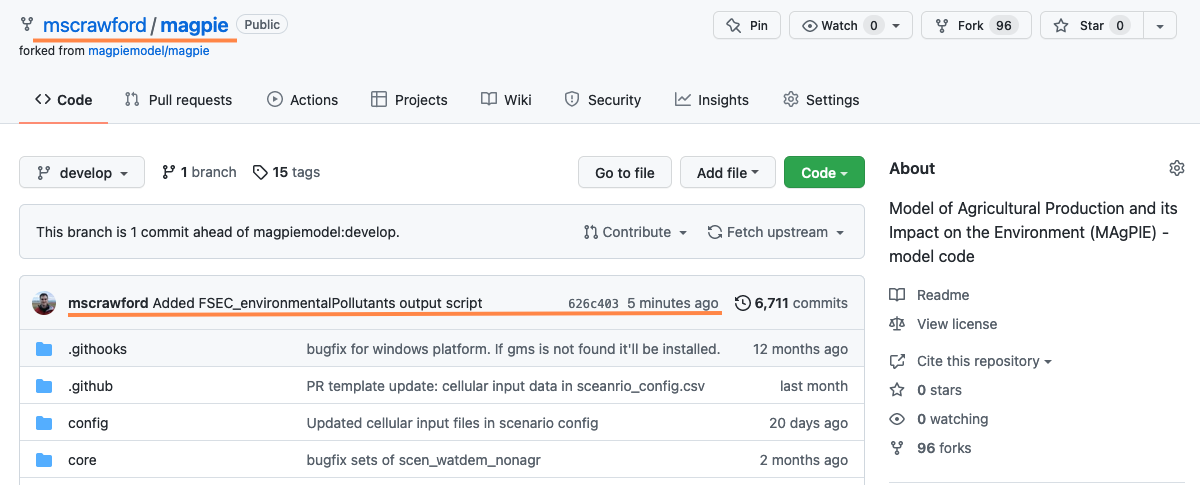 mscrawford / magpie Public Pin Watch 0 Fork 96 Star 0
forked from magpiemodel/magpie
Code Pull requests Actions Projects Wiki Security Insights Settings
develop 1 branch 15 tags Go to file Add file Code
This branch is 1 commit ahead of magpiemodel:develop. Contribute Fetch upstream
mscrawford Added FSEC_environmentalPollutants output script 626c403 5 minutes ago 6,711 commits
.githooks bugfix for windows platform. If gms is not found it'll be installed. 12 months ago
.github PR template update: cellular input data in sceanrio_config.csv last month
config Updated cellular input files in scenario config 20 days ago
core bugfix sets of scen_watdem_nonagr 2 months ago
About
Model of Agricultural Production and its
Impact on the Environment (MAgPIE) -
model code
Readme
View license
Cite this repository
0 stars
0 watching
96 forks